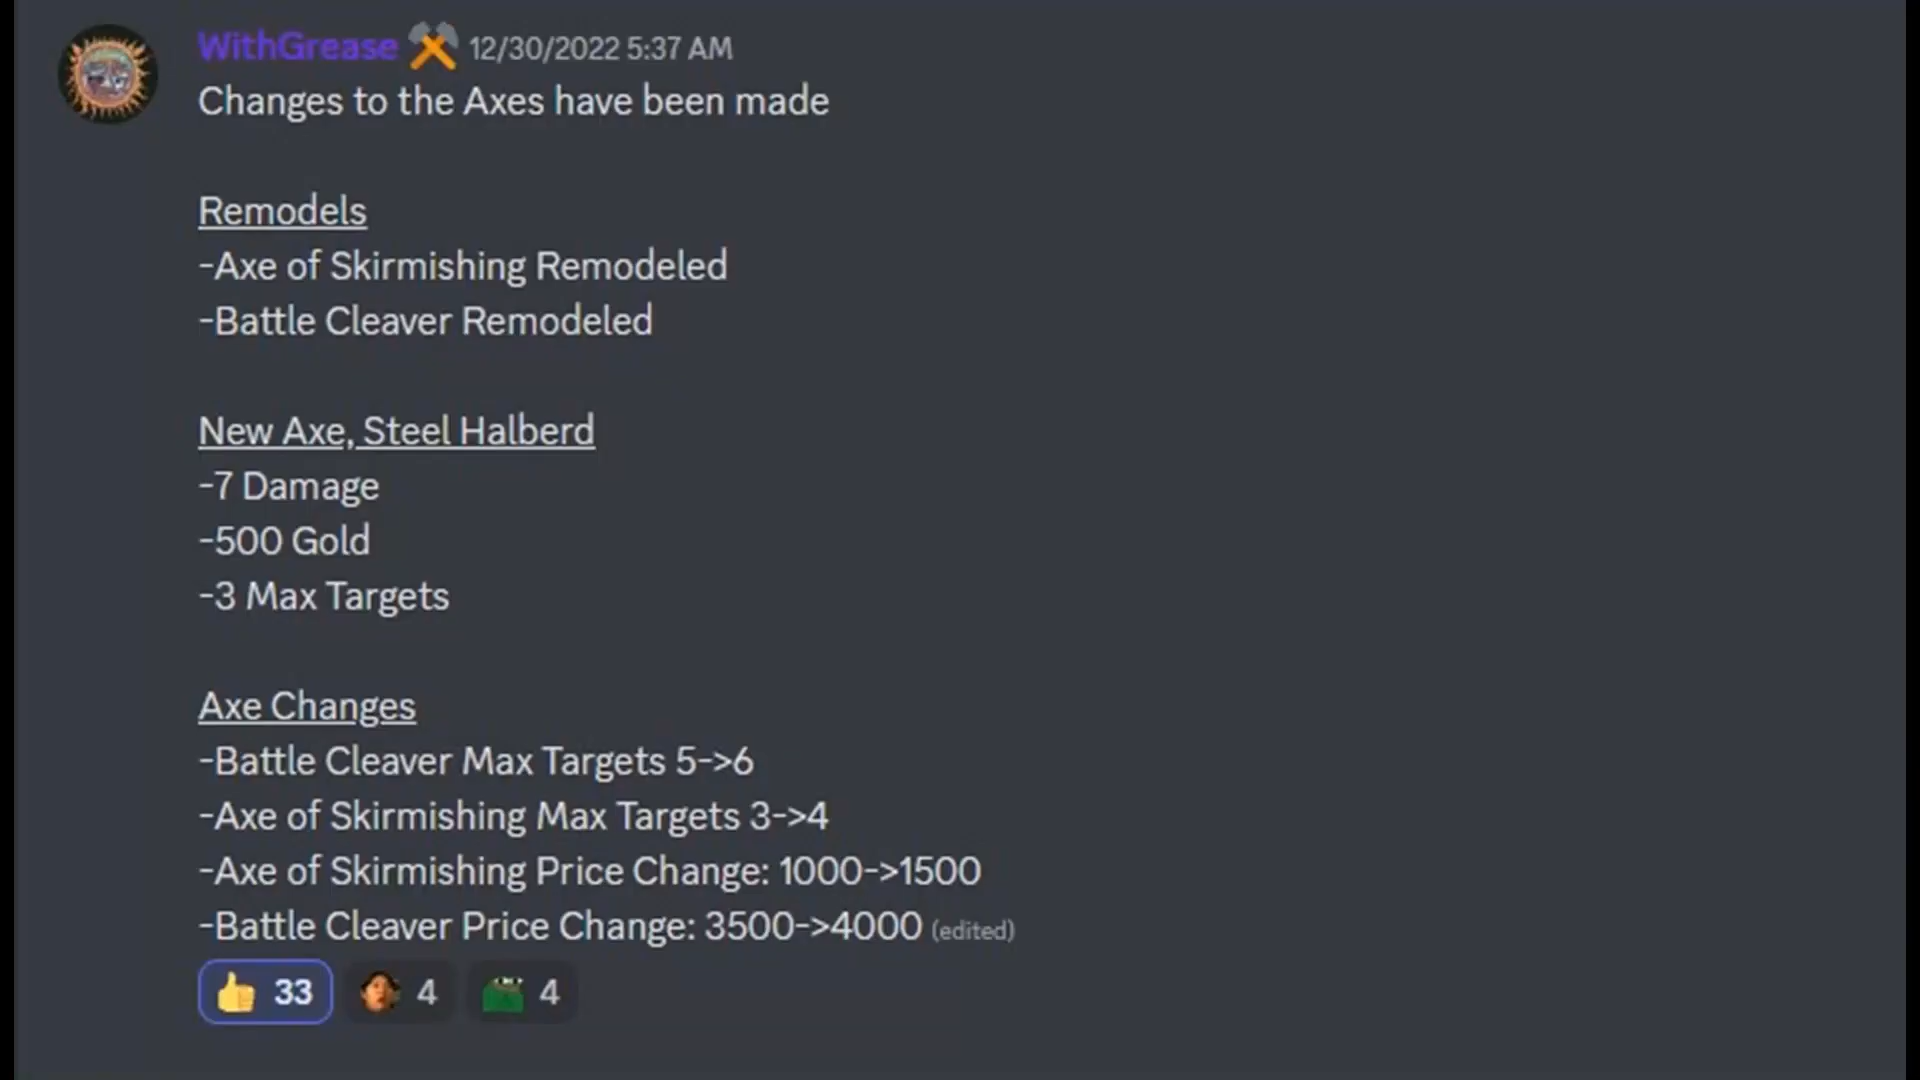 WithGrease 12/30/2022 5:37 AM
Changes to the Axes have been made
Remodels
-Axe of Skirmishing Remodeled
-Battle Cleaver Remodeled
New Axe, Steel Halberd
-7 Damage
-500 Gold
-3 Max Targets
Axe Changes
-Battle Cleaver Max Targets 5->6
-Axe of Skirmishing Max Targets 3->4
-Axe of Skirmishing Price Change: 1000->1500
-Battle Cleaver Price Change: 3500->4000 (edited)
33 4 4